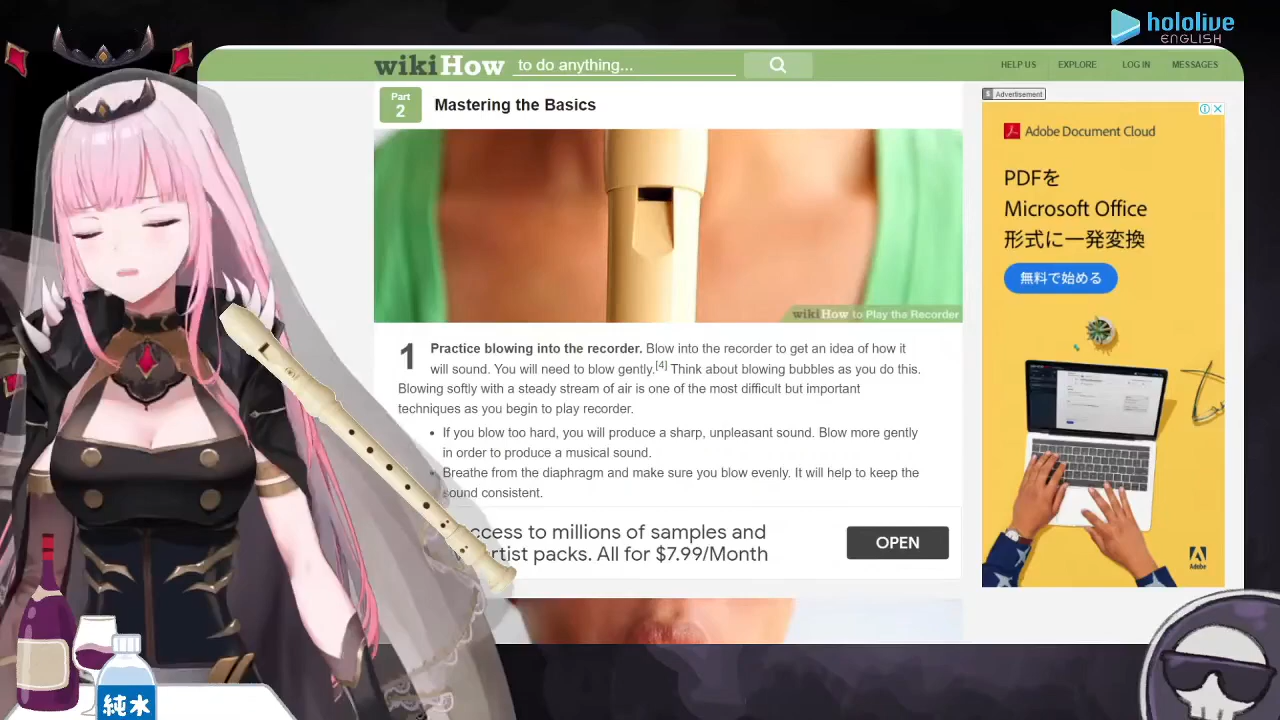 hololive
ENGLISH
wikiHow to do anything...
HELP US EXPLORE LOG IN MESSAGES
Part
2
Mastering the Basics
wikiHow to Play the Recorder
1 Practice blowing into the recorder. Blow into the recorder to get an idea of how it
will sound. You will need to blow gently.[4] Think about blowing bubbles as you do this.
Blowing softly with a steady stream of air is one of the most difficult but important
techniques as you begin to play recorder.
• If you blow too hard, you will produce a sharp, unpleasant sound. Blow more gently
in order to produce a musical sound.
• Breathe from the diaphragm and make sure you blow evenly. It will help to keep the
sound consistent.
ccess to millions of samples and
artist packs. All for $7.99/Month
OPEN
Advertisement
Adobe Document Cloud
PDFを
Microsoft Office
形式に一発変換
無料で始める
Adobe
純水